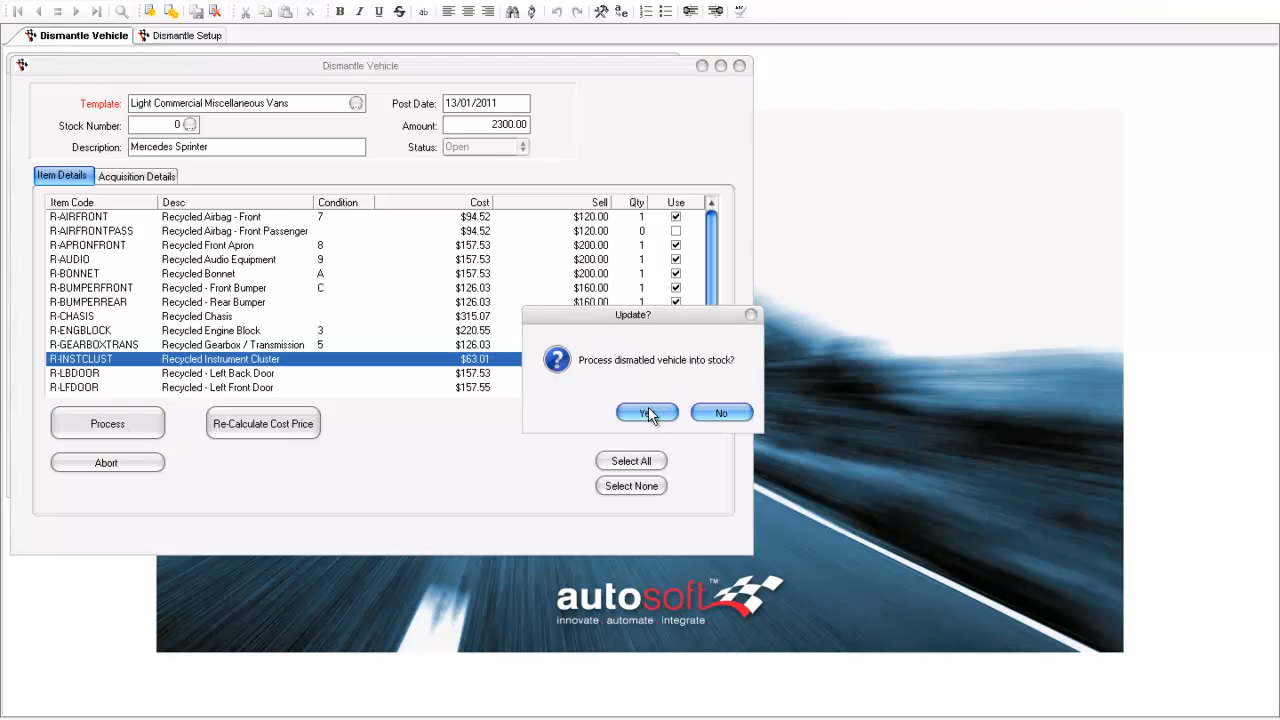 B I U S ab
Dismantle Vehicle Dismantle Setup
Dismantle Vehicle
Template: Light Commercial Miscellaneous Vans Post Date: 13/01/2011
Stock Number: 0 Amount: 2300.00
Description: Mercedes Sprinter Status: Open
Item Details Acquisition Details
Item Code Desc Condition Cost Sell Qty Use
R-AIRFRONT Recycled Airbag - Front 7 $94.52 $120.00 1
R-AIRFRONTPASS Recycled Airbag - Front Passenger $94.52 $120.00 0
R-APRONFRONT Recycled Front Apron 8 $157.53 $200.00 1
R-AUDIO Recycled Audio Equipment 9 $157.53 $200.00 1
R-BONNET Recycled Bonnet A $157.53 $200.00 1
R-BUMPERFRONT Recycled - Front Bumper C $126.03 $160.00 1
R-BUMPERREAR Recycled - Rear Bumper $126.03 $160.00 1
R-CHASIS Recycled Chasis $315.07
R-ENGBLOCK Recycled Engine Block 3 $220.55
R-GEARBOXTRANS Recycled Gearbox / Transmission 5 $126.03
R-INSTCLUST Recycled Instrument Cluster $63.01
R-LBDOOR Recycled - Left Back Door $157.53
R-LFDOOR Recycled - Left Front Door $157.55
Update?
Process dismatled vehicle into stock?
Yes No
Process Re-Calculate Cost Price
Abort
Select All
Select None
autosoft™
innovate automate integrate